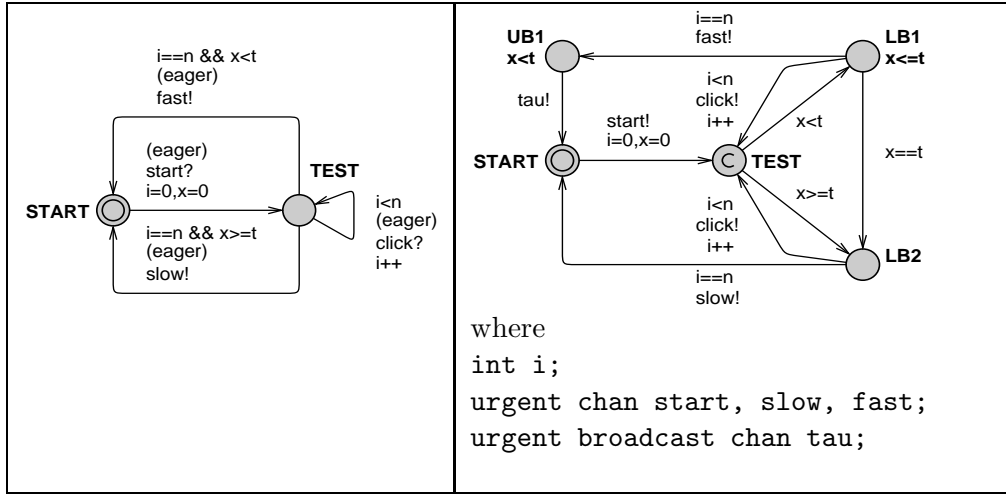 i==n && x<t
(eager)
fast!
(eager)
start?
i=0,x=0
TEST
START
i<n
(eager)
click?
i++
i==n && x>=t
(eager)
slow!
UB1
x<t
i==n
fast!
LB1
x<=t
tau!
i<n
click!
i++
start!
i=0,x=0
x<t
x==t
START
C
TEST
i<n
click!
i++
x>=t
LB2
i==n
slow!
where
int i;
urgent chan start, slow, fast;
urgent broadcast chan tau;